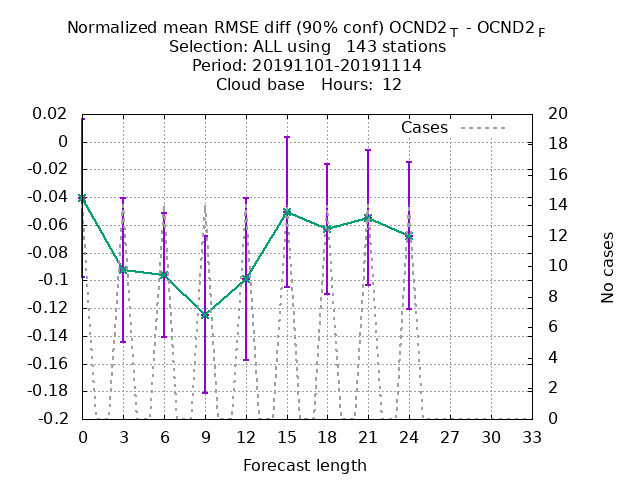 Normalized mean RMSE diff (90% conf) OCND2 T - OCND2 F
Selection: ALL using   143 stations
Period: 20191101-20191114
Cloud base   Hours:  12
Cases
0.02
0
-0.02
-0.04
-0.06
-0.08
-0.1
-0.12
-0.14
-0.16
-0.18
-0.2
20
18
16
14
12
10
8
6
4
2
0
No cases
0 3 6 9 12 15 18 21 24 27 30 33
Forecast length